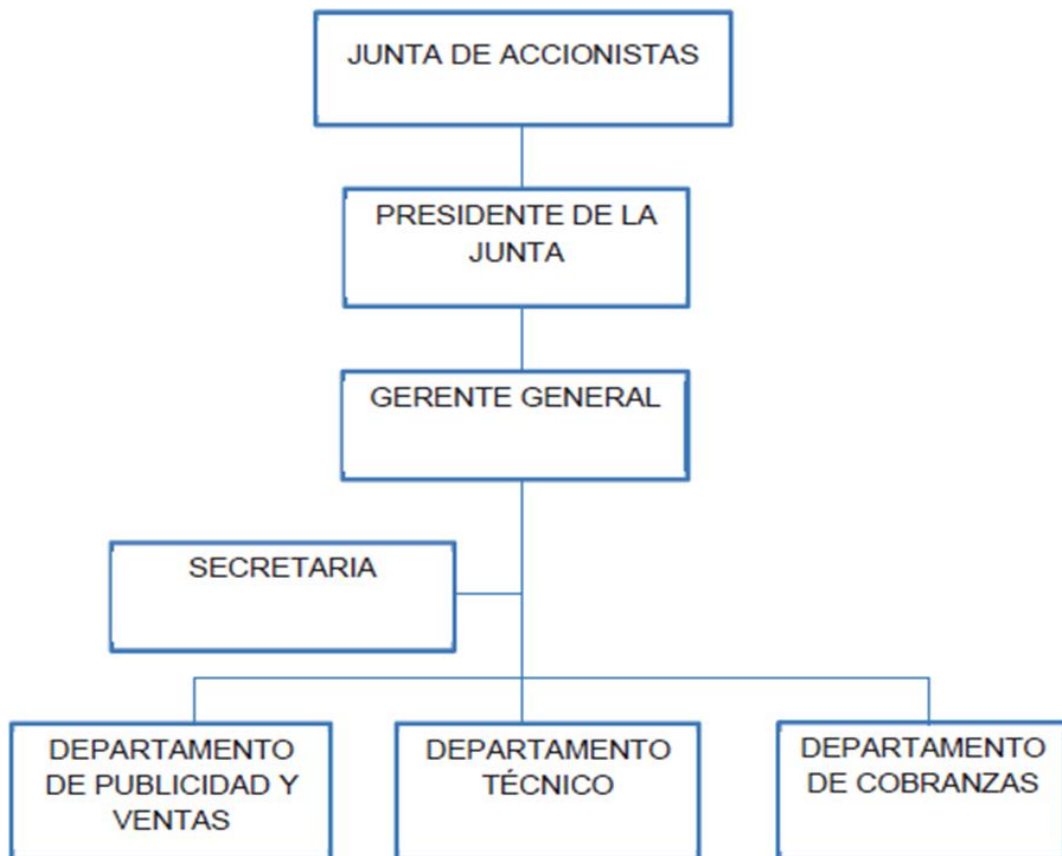 JUNTA DE ACCIONISTAS
PRESIDENTE DE LA
JUNTA
GERENTE GENERAL
SECRETARIA
DEPARTAMENTO
DE PUBLICIDAD Y
VENTAS
DEPARTAMENTO
TÉCNICO
DEPARTAMENTO
DE COBRANZAS